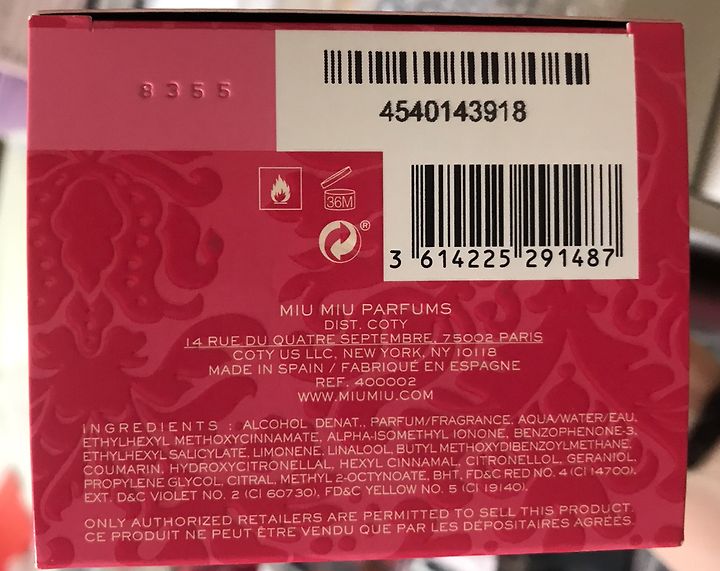 8355
4540143918
36M
®
3 614225 291487
MIU MIU PARFUMS
DIST. COTY
14 RUE DU QUATRE SEPTEMBRE, 75002 PARIS
COTY US LLC, NEW YORK, NY 10118
MADE IN SPAIN / FABRIQUÉ EN ESPAGNE
REF. 400002
WWW.MIUMIU.COM
INGREDIENTS : ALCOHOL DENAT., PARFUM/FRAGRANCE, AQUA/WATER/EAU,
ETHYLHEXYL METHOXYCINNAMATE, ALPHA-ISOMETHYL IONONE, BENZOPHENONE-3,
ETHYLHEXYL SALICYLATE, LIMONENE, LINALOOL, BUTYL METHOXYDIBENZOYLMETHANE,
COUMARIN, HYDROXYCITRONELLAL, HEXYL CINNAMAL, CITRONELLOL, GERANIOL,
PROPYLENE GLYCOL, CITRAL, METHYL 2-OCTYNOATE, BHT, FD&C RED NO. 4 (CI 14700),
EXT. D&C VIOLET NO. 2 (CI 60730), FD&C YELLOW NO. 5 (CI 19140).
ONLY AUTHORIZED RETAILERS ARE PERMITTED TO SELL THIS PRODUCT.
CE PRODUIT NE PEUT ÊTRE VENDU QUE PAR LES DÉPOSITAIRES AGRÉÉS.